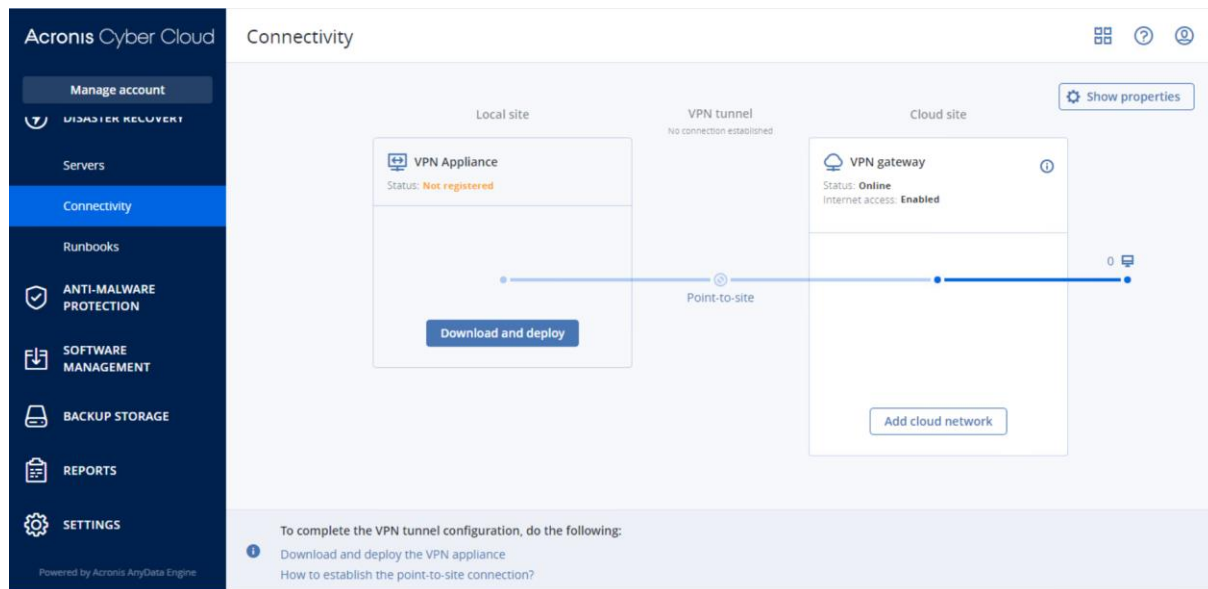 Acronis Cyber Cloud
Manage account
DISASTER RECOVERY
Servers
Connectivity
Runbooks
ANTI-MALWARE
PROTECTION
SOFTWARE
MANAGEMENT
BACKUP STORAGE
REPORTS
SETTINGS
Powered by Acronis AnyData Engine
Connectivity
Show properties
Local site
VPN tunnel
No connection established
Cloud site
VPN Appliance
Status: Not registered
Download and deploy
Point-to-site
VPN gateway
Status: Online
Internet access: Enabled
0
Add cloud network
To complete the VPN tunnel configuration, do the following:
Download and deploy the VPN appliance
How to establish the point-to-site connection?